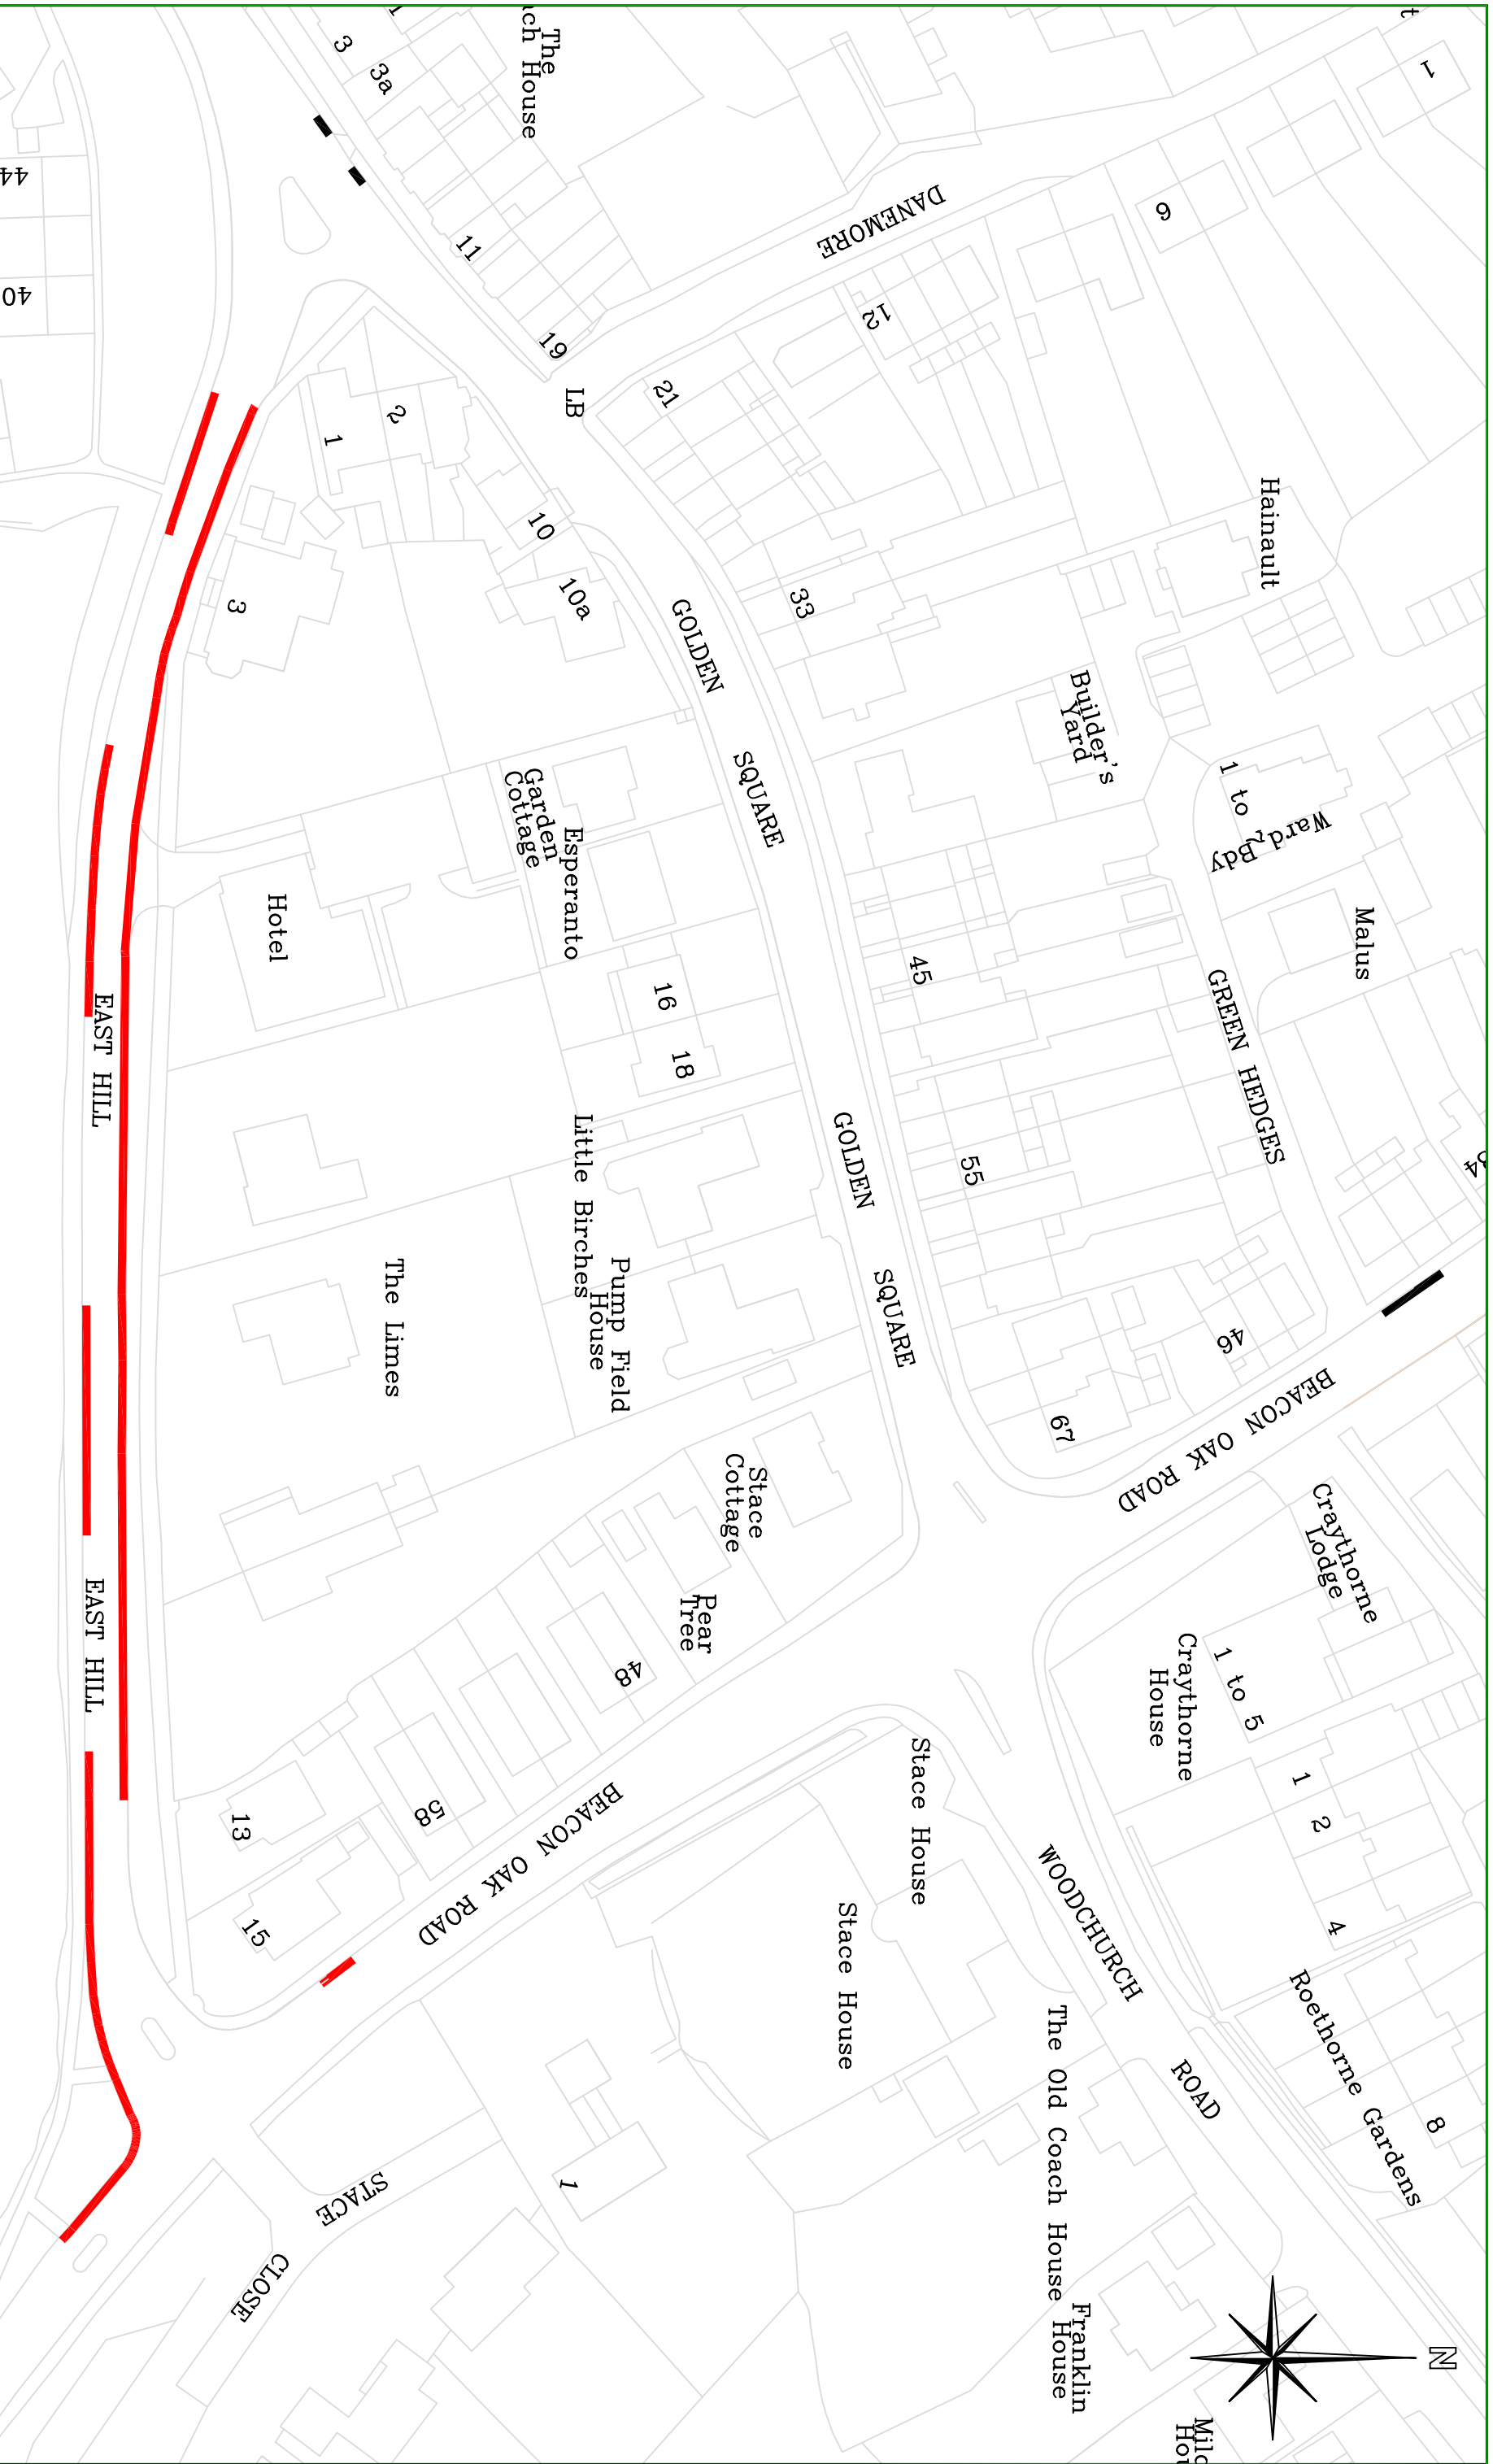 The
ch House
3
3a
11
19
LB
44
40
DANEMORE
1
6
12
21
33
1
2
3
10
10a
GOLDEN
SQUARE
Hainault
Builder's
Yard
1 to 2
Ward Bdy
Malus
GREEN HEDGES
Garden
Cottage
Esperanto
Hotel
16
18
45
55
EAST HILL
Little Birches
Pump Field
House
The Limes
GOLDEN
SQUARE
46
67
BEACON OAK ROAD
Stace
Cottage
Pear
Tree
48
58
13
15
EAST HILL
BEACON OAK ROAD
Craythorne
Lodge
1 to 5
Craythorne
House
1
2
4
Stace House
Stace House
WOODCHURCH
ROAD
Roethorne Gardens
8
The Old Coach House
Franklin
House
1
STACE
CLOSE
N